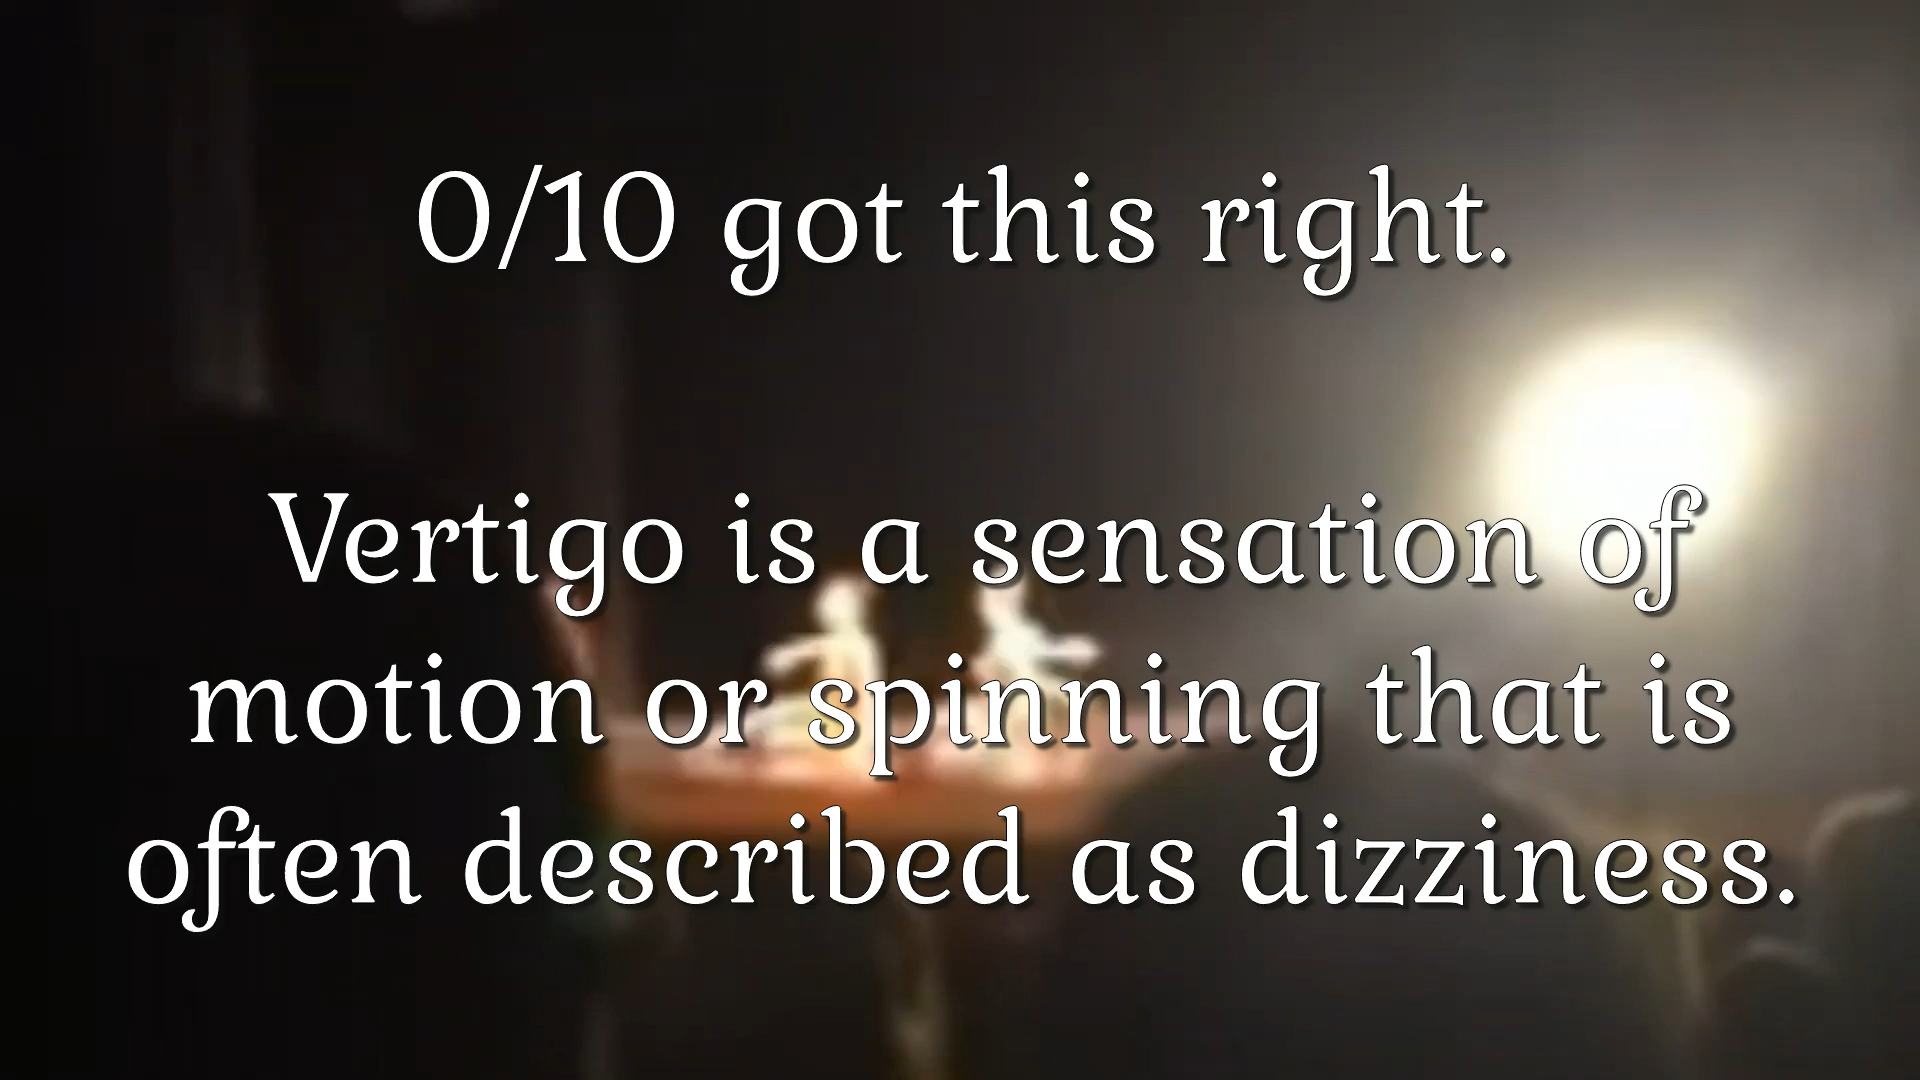 0/10 got this right.
Vertigo is a sensation of
motion or spinning that is
often described as dizziness.